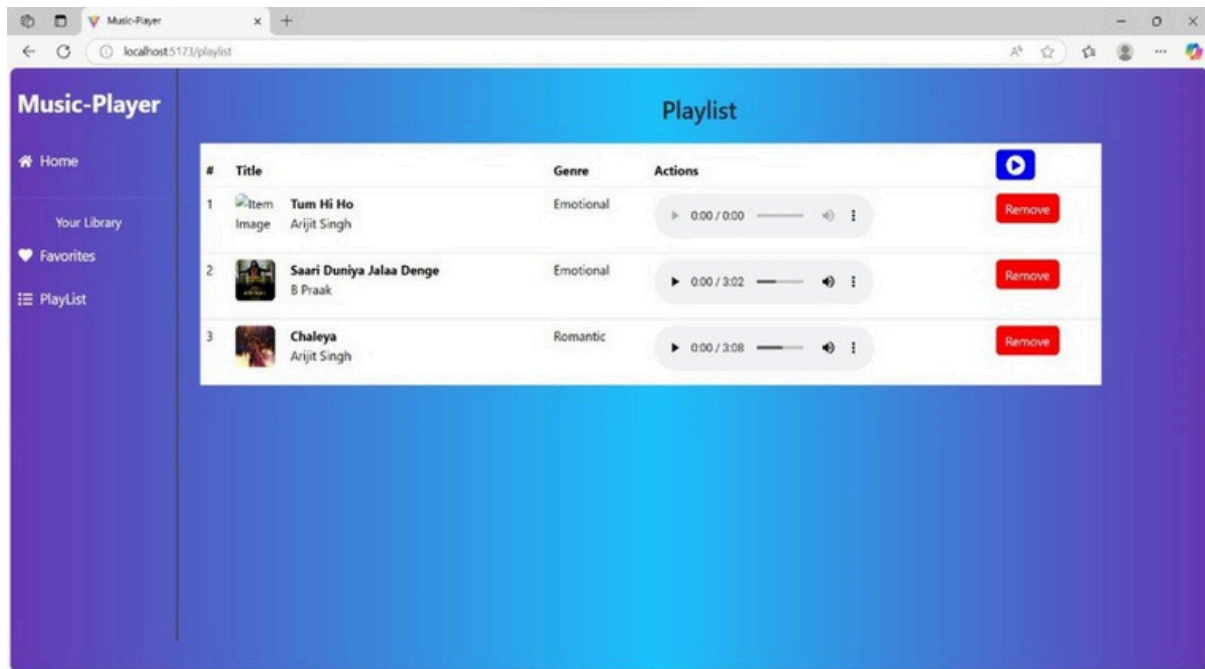 Music-Player
localhost:5173/playlist
Music-Player
Home
Your Library
Favorites
PlayList
Playlist
# Title Genre Actions
1 Item Image Tum Hi Ho Emotional 0:00 / 0:00 Remove
Arijit Singh
2 Saari Duniya Jalaa Denge Emotional 0:00 / 3:02 Remove
B Praak
3 Chaleya Romantic 0:00 / 3:08 Remove
Arijit Singh